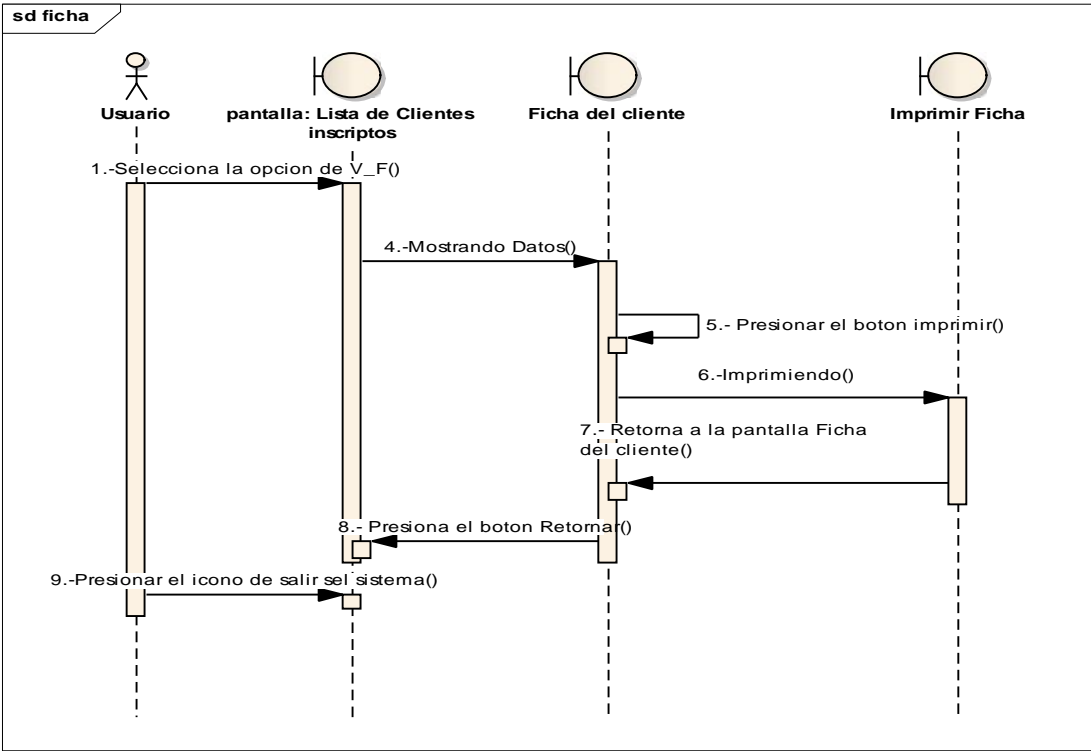 sd ficha
Usuario
pantalla: Lista de Clientes
inscriptos
Ficha del cliente
Imprimir Ficha
1.-Selecciona la opcion de V_F()
4.-Mostrando Datos()
5.- Presionar el boton imprimir()
6.-Imprimiendo()
7.- Retorna a la pantalla Ficha
del cliente()
8.- Presiona el boton Retornar()
9.-Presionar el icono de salir sel sistema()